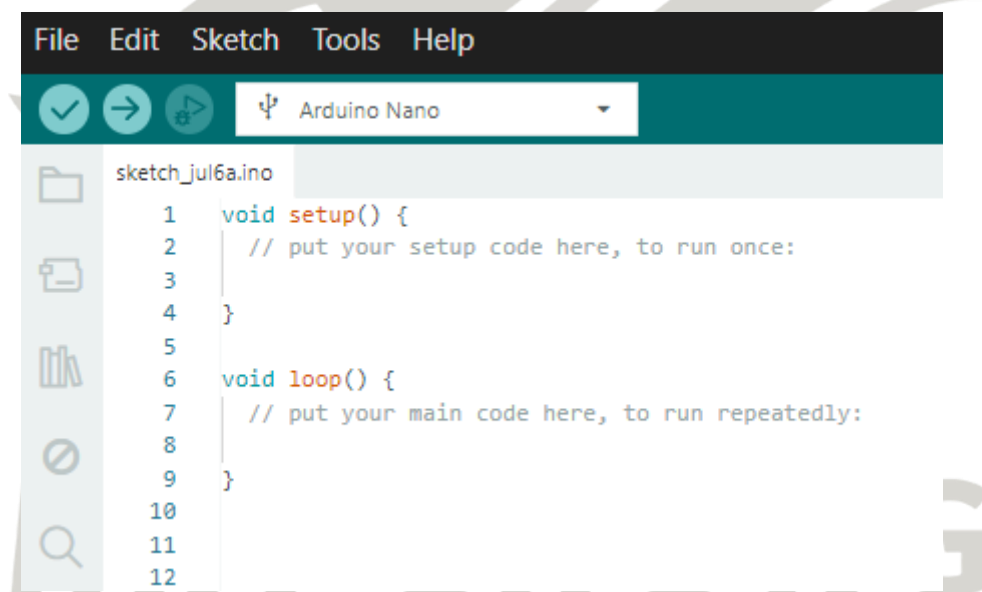 File Edit Sketch Tools Help
Arduino Nano
sketch_jul6a.ino
1 void setup() {
2 // put your setup code here, to run once:
3
4 }
5
6 void loop() {
7 // put your main code here, to run repeatedly:
8
9 }
10
11
12